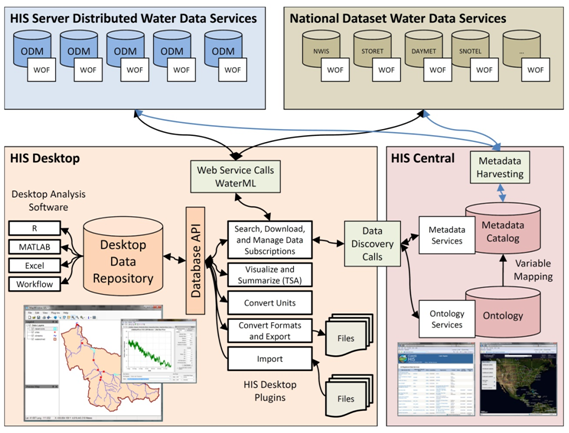 HIS Server Distributed Water Data Services
ODM
WOF
ODM
WOF
ODM
WOF
ODM
WOF
ODM
WOF
National Dataset Water Data Services
NWIS
WOF
STORET
WOF
DAYMET
WOF
SNOTEL
WOF
...
WOF
HIS Desktop
Web Service Calls
WaterML
Desktop Analysis
Software
R
MATLAB
Excel
Workflow
Desktop
Data
Repository
Database API
Search, Download,
and Manage Data
Subscriptions
Visualize and
Summarize (TSA)
Convert Units
Convert Formats
and Export
Import
HIS Desktop
Plugins
Files
Files
Data
Discovery
Calls
HIS Central
Metadata
Harvesting
Metadata
Services
Metadata
Catalog
Variable
Mapping
Ontology
Services
Ontology